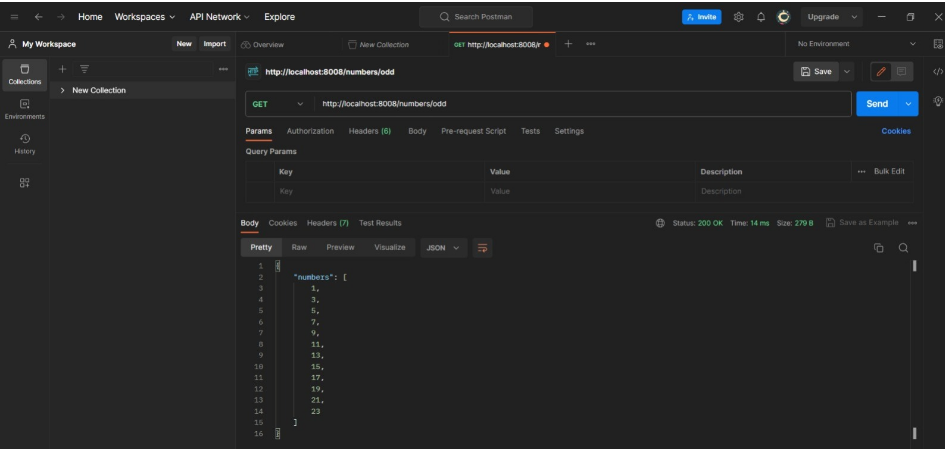 Home Workspaces API Network Explore Search Postman Invite Upgrade
My Workspace New Import Overview New Collection GET http://localhost:8008/r No Environment
Collections
New Collection
http://localhost:8008/numbers/odd Save
Environments
GET http://localhost:8008/numbers/odd Send
History
Params Authorization Headers (6) Body Pre-request Script Tests Settings Cookies
Query Params
Key Value Description Bulk Edit
Key Value Description
Body Cookies Headers (7) Test Results Status: 200 OK Time: 14 ms Size: 279 B Save as Example
Pretty Raw Preview Visualize JSON
1 {
2 "numbers": [
3 1,
4 3,
5 5,
6 7,
7 9,
8 11,
9 13,
10 15,
11 17,
12 19,
13 21,
14 23
15 ]
16 }